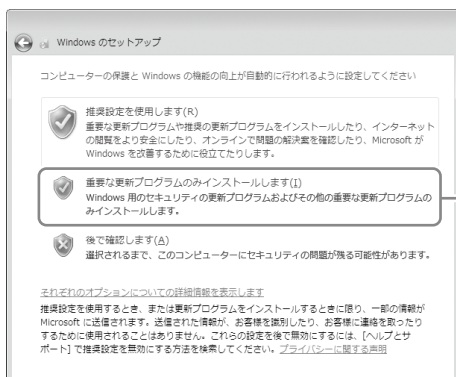 Windows のセットアップ
コンピューターの保護と Windows の機能の向上が自動的に行われるように設定してください
推奨設定を使用します(R)
重要な更新プログラムや推奨の更新プログラムをインストールしたり、インターネット
の閲覧をより安全にしたり、オンラインで問題の解決策を確認したり、Microsoft が
Windows を改善するために役立てたりします。
重要な更新プログラムのみインストールします(I)
Windows 用のセキュリティの更新プログラムおよびその他の重要な更新プログラムの
みインストールします。
後で確認します(A)
選択されるまで、このコンピューターにセキュリティの問題が残る可能性があります。
それぞれのオプションについての詳細情報を表示します
推奨設定を使用するとき、または更新プログラムをインストールするときに限り、一部の情報が
Microsoft に送信されます。送信された情報が、お客様を識別したり、お客様に連絡を取ったり
するために使用されることはありません。これらの設定を後で無効にするには、[ヘルプとサ
ポート] で推奨設定を無効にする方法を検索してください。プライバシーに関する声明